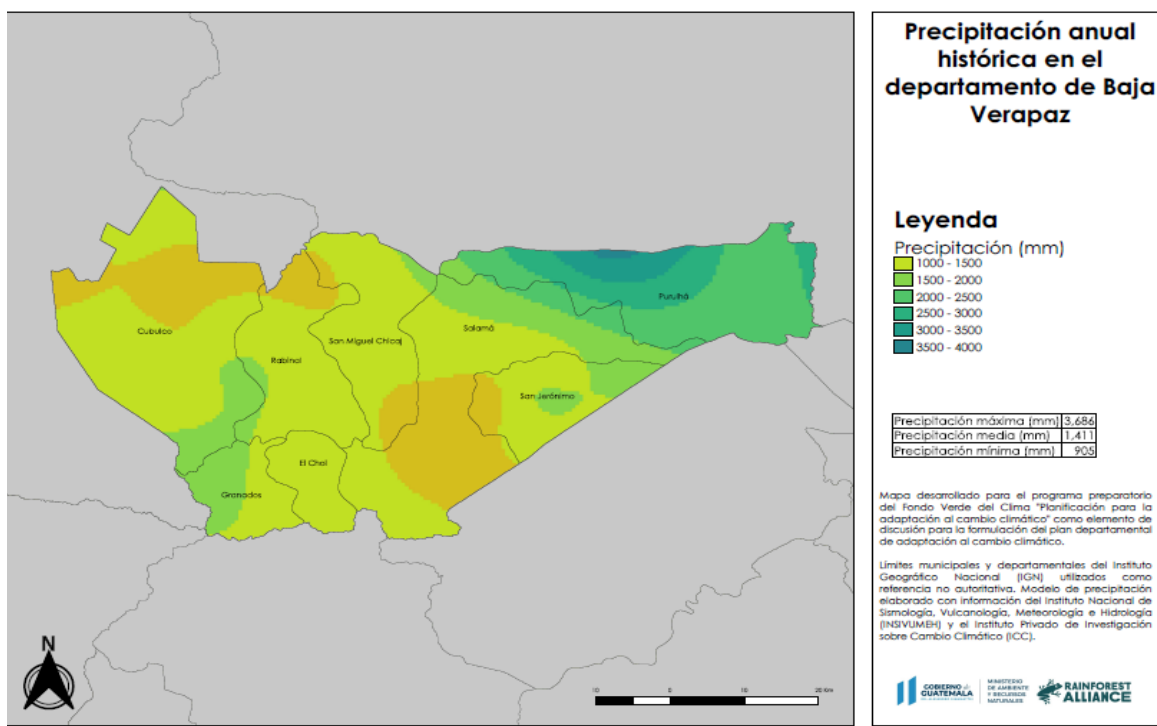 Precipitación anual
histórica en el
departamento de Baja
Verapaz
Leyenda
Precipitación (mm)
1000 - 1500
1500 - 2000
2000 - 2500
2500 - 3000
3000 - 3500
3500 - 4000
Precipitación máxima (mm) 3,686
Precipitación media (mm) 1,411
Precipitación mínima (mm) 905
Mapa desarrollado para el programa preparatorio
del Fondo Verde del Clima "Planificación para la
adaptación al cambio climático" como elemento de
discusión para la formulación del plan departamental
de adaptación al cambio climático.
Límites municipales y departamentales del Instituto
Geográfico Nacional (IGN) utilizados como
referencia no autoritativa. Modelo de precipitación
elaborado con información del Instituto Nacional de
Sismología, Vulcanología, Meteorología e Hidrología
(INSIVUMEH) y el Instituto Privado de Investigación
sobre Cambio Climático (ICC).
GOBIERNO de
GUATEMALA
MINISTERIO
DE AMBIENTE
Y RECURSOS
NATURALES
RAINFOREST
ALLIANCE
Purulhá
Cubulco
Salamá
San Miguel Chicaj
Rabinal
San Jerónimo
El Chol
Granados
N
10 0 10 20 Km